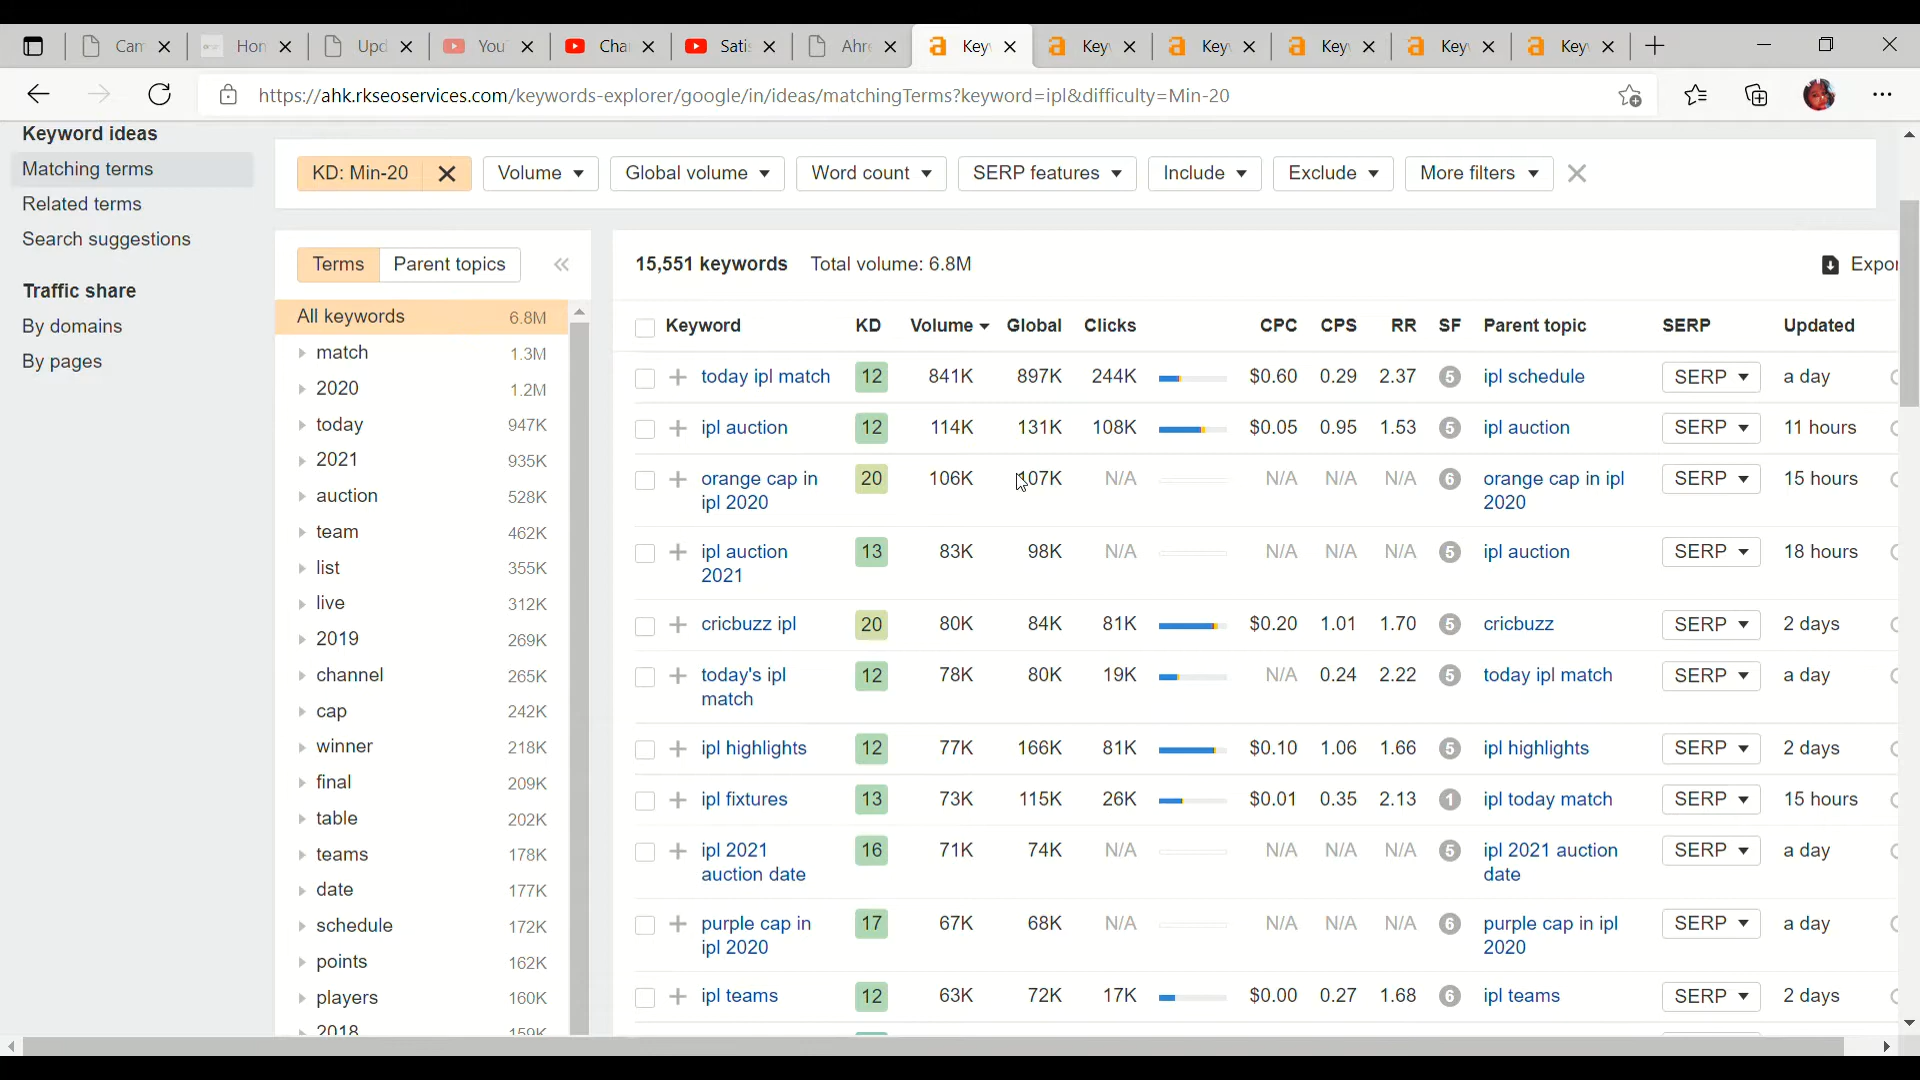 Can
Hon
Upd
You
Cha
Sati
Ahr
Key
Key
Key
Key
Key
Key
https://ahk.rkseoservices.com/keywords-explorer/google/in/ideas/matchingTerms?keyword=ipl&difficulty=Min-20
Keyword ideas
Matching terms
Related terms
Search suggestions
Traffic share
By domains
By pages
KD: Min-20 Volume Global volume Word count SERP features Include Exclude More filters
Terms Parent topics
All keywords 6.8M
match 1.3M
2020 1.2M
today 947K
2021 935K
auction 528K
team 462K
list 355K
live 312K
2019 269K
channel 265K
cap 242K
winner 218K
final 209K
table 202K
teams 178K
date 177K
schedule 172K
points 162K
players 160K
2018 159K
15,551 keywords Total volume: 6.8M Expor
Keyword KD Volume Global Clicks CPC CPS RR SF Parent topic SERP Updated
today ipl match 12 841K 897K 244K $0.60 0.29 2.37 5 ipl schedule SERP a day
ipl auction 12 114K 131K 108K $0.05 0.95 1.53 5 ipl auction SERP 11 hours
orange cap in 20 106K 107K N/A N/A N/A N/A 6 orange cap in ipl SERP 15 hours
ipl 2020 2020
ipl auction 13 83K 98K N/A N/A N/A N/A 5 ipl auction SERP 18 hours
2021
cricbuzz ipl 20 80K 84K 81K $0.20 1.01 1.70 5 cricbuzz SERP 2 days
today's ipl 12 78K 80K 19K N/A 0.24 2.22 5 today ipl match SERP a day
match
ipl highlights 12 77K 166K 81K $0.10 1.06 1.66 5 ipl highlights SERP 2 days
ipl fixtures 13 73K 115K 26K $0.01 0.35 2.13 1 ipl today match SERP 15 hours
ipl 2021 16 71K 74K N/A N/A N/A N/A 5 ipl 2021 auction SERP a day
auction date date
purple cap in 17 67K 68K N/A N/A N/A N/A 6 purple cap in ipl SERP a day
ipl 2020 2020
ipl teams 12 63K 72K 17K $0.00 0.27 1.68 6 ipl teams SERP 2 days